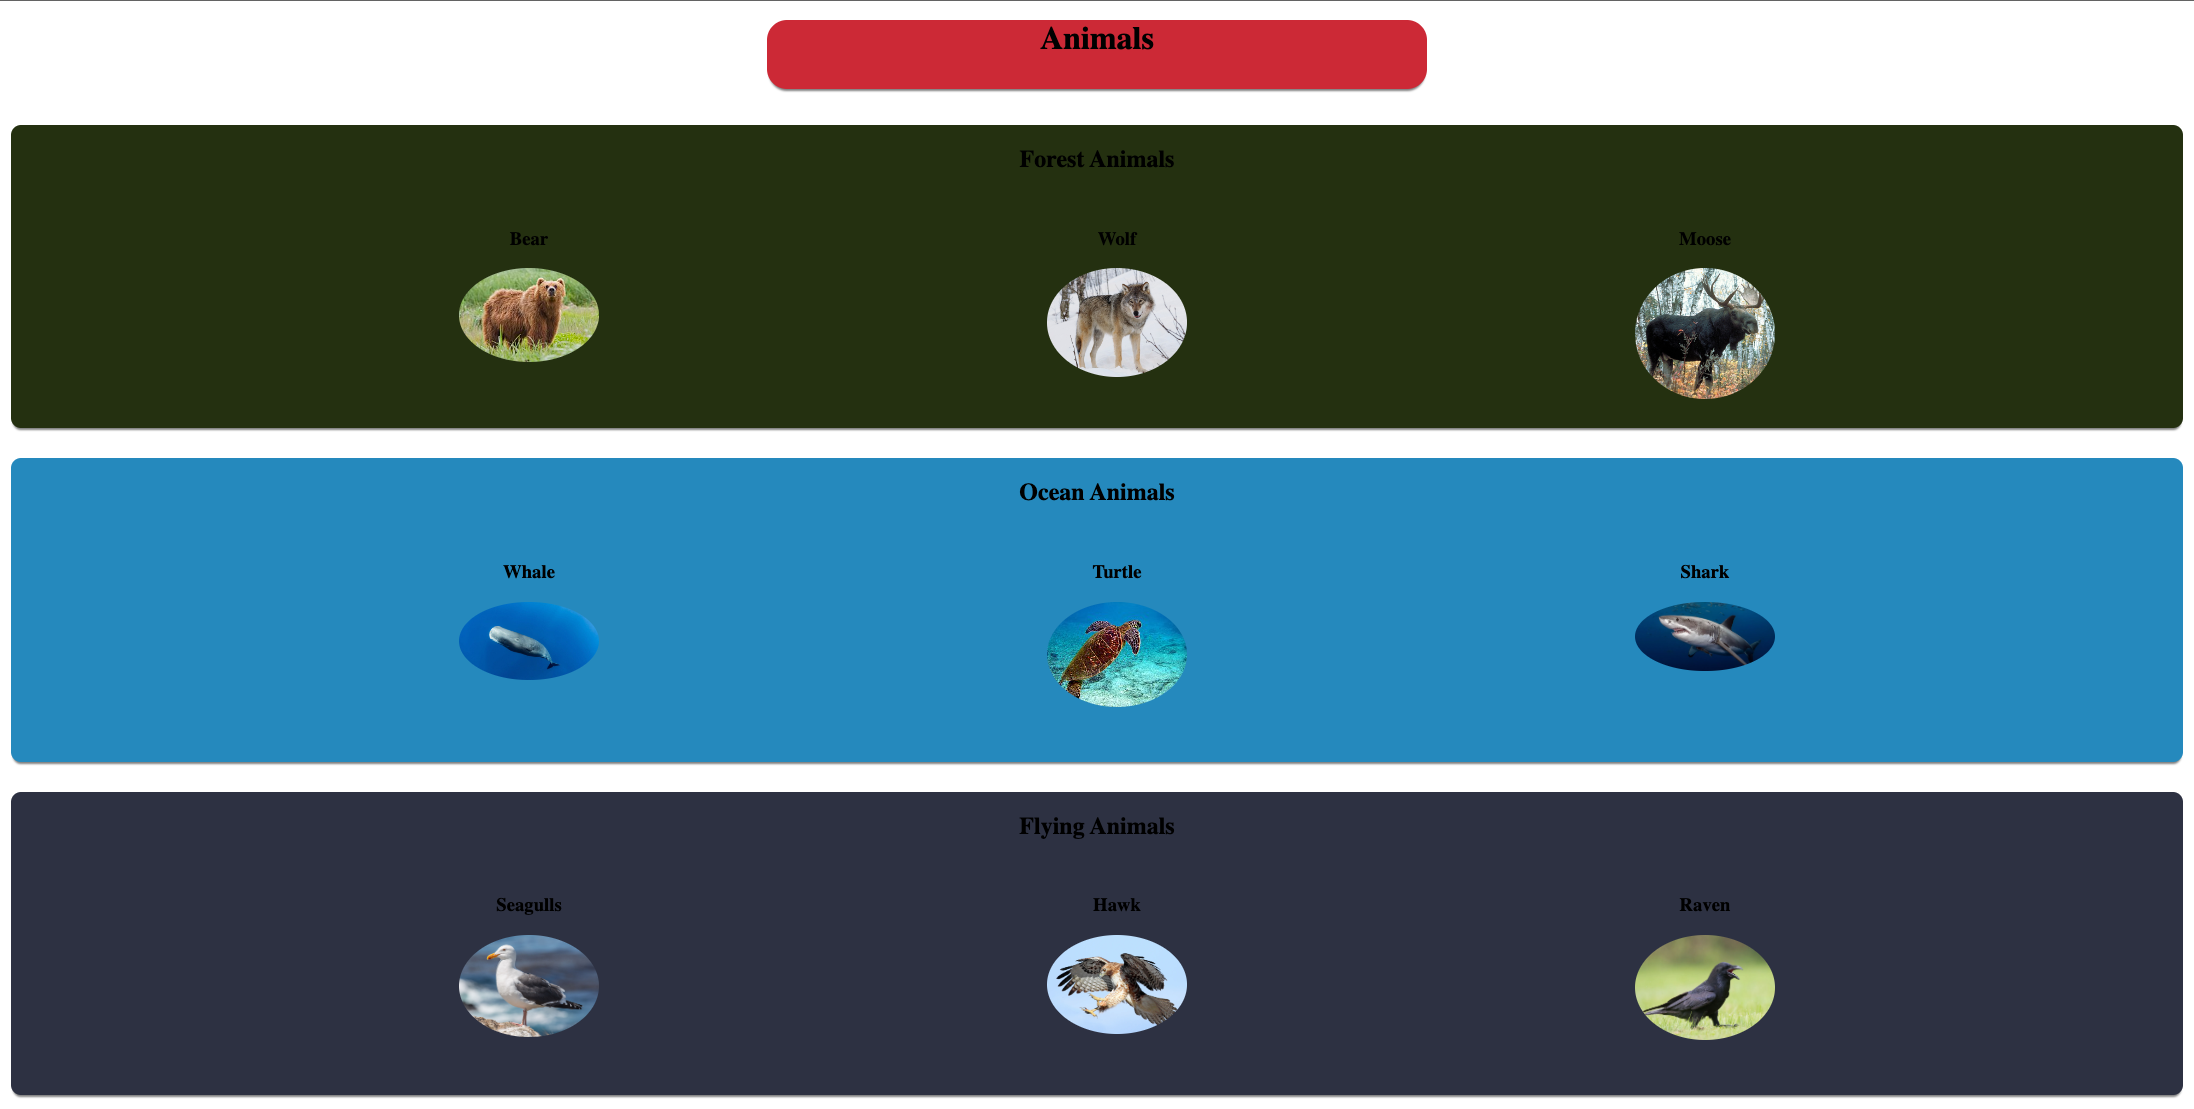 Animals
Forest Animals
Bear
Wolf
Moose
Ocean Animals
Whale
Turtle
Shark
Flying Animals
Seagulls
Hawk
Raven